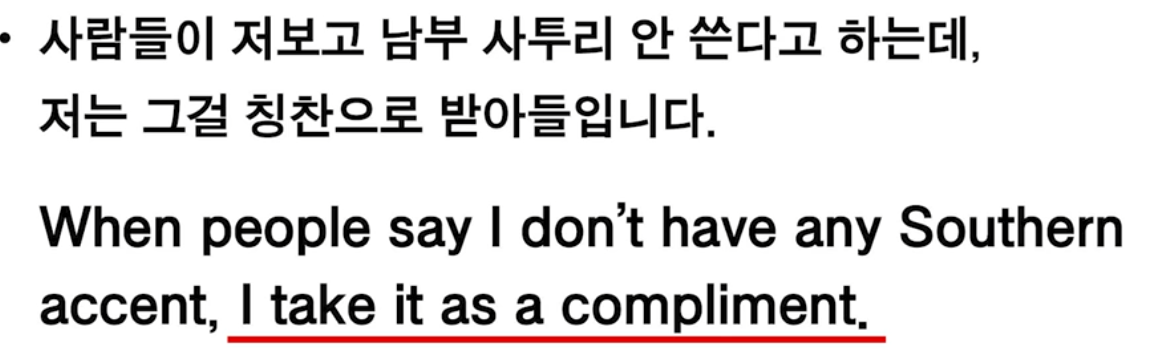 • 사람들이 저보고 남부 사투리 안 쓴다고 하는데,
저는 그걸 칭찬으로 받아들입니다.
When people say I don’t have any Southern
accent, I take it as a compliment.